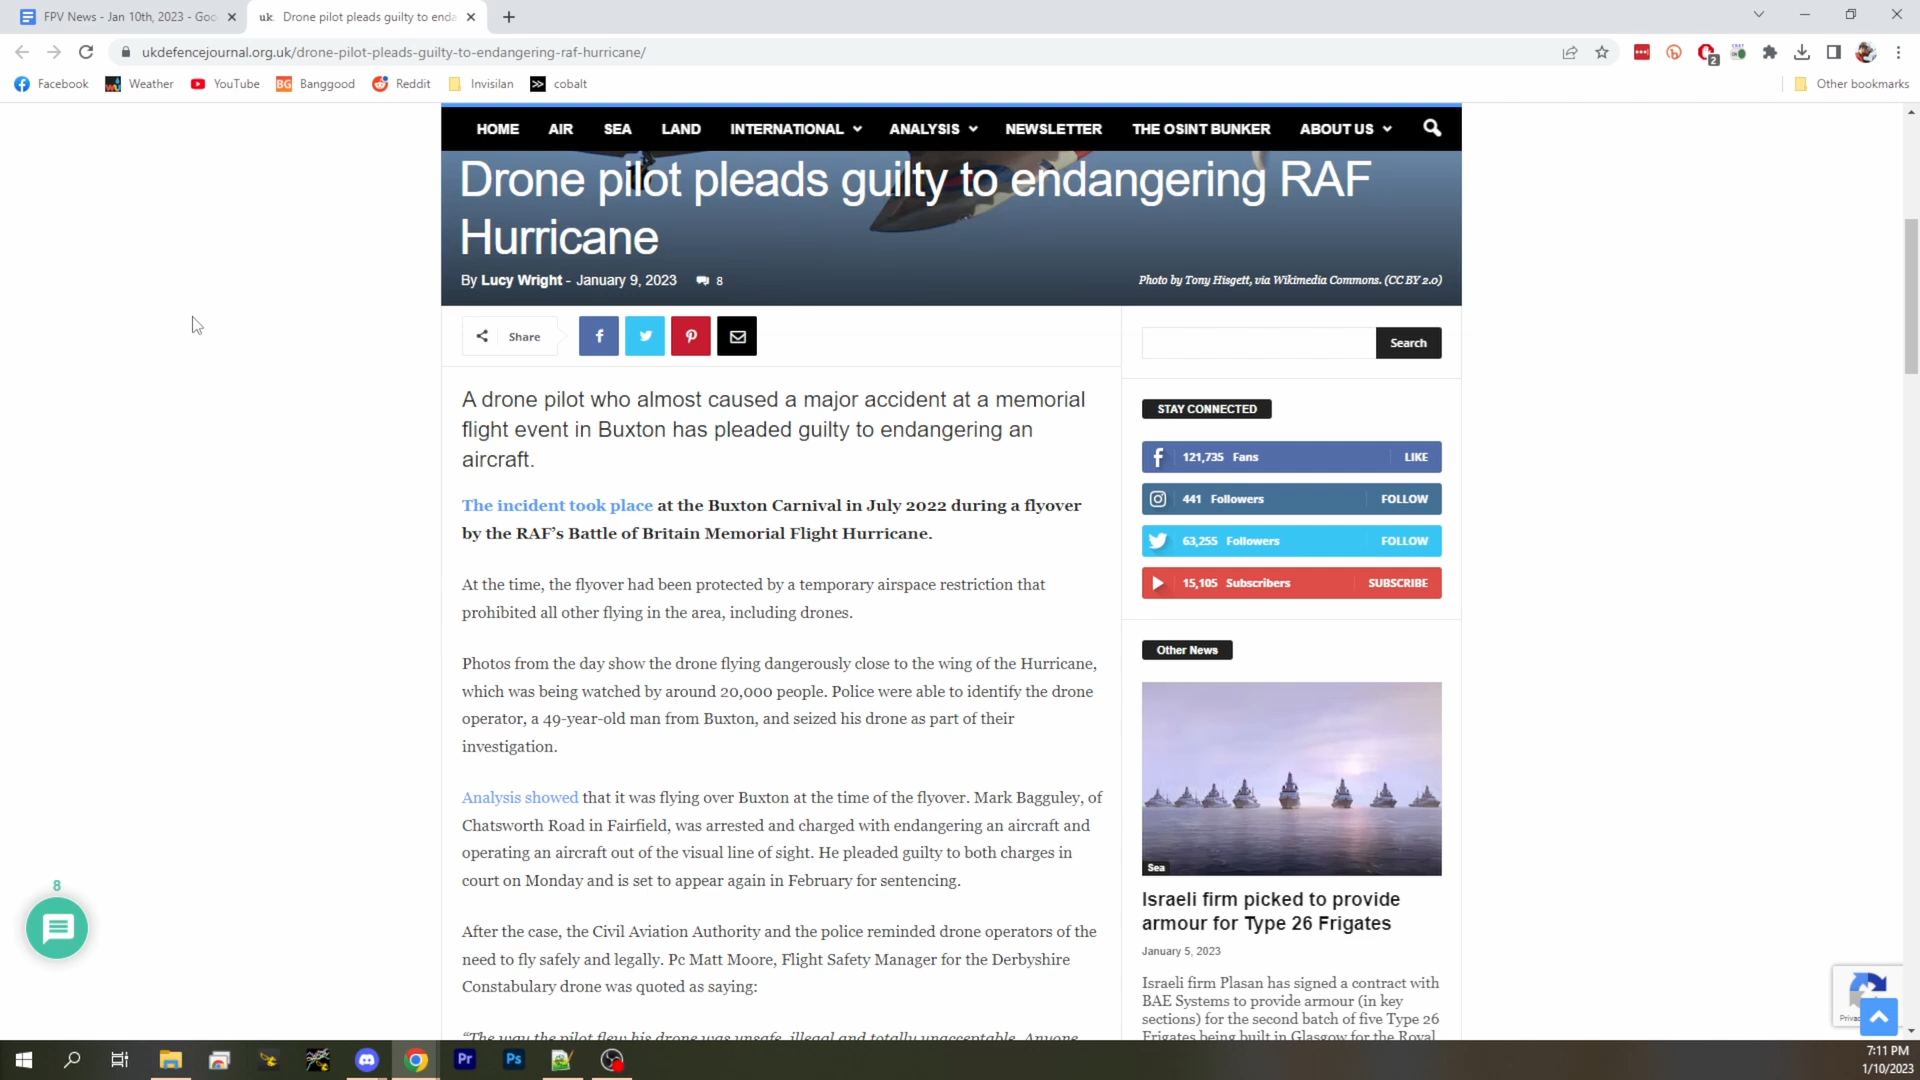 FPV News - Jan 10th, 2023 - Goo
uk. Drone pilot pleads guilty to enda
ukdefencejournal.org.uk/drone-pilot-pleads-guilty-to-endangering-raf-hurricane/
2
Facebook Weather YouTube BG Banggood Reddit Invisilan cobalt Other bookmarks
HOME AIR SEA LAND INTERNATIONAL ANALYSIS NEWSLETTER THE OSINT BUNKER ABOUT US
Drone pilot pleads guilty to endangering RAF
Hurricane
By Lucy Wright - January 9, 2023 8
Photo by Tony Hisgett, via Wikimedia Commons. (CC BY 2.0)
Share
A drone pilot who almost caused a major accident at a memorial
flight event in Buxton has pleaded guilty to endangering an
aircraft.
The incident took place at the Buxton Carnival in July 2022 during a flyover
by the RAF's Battle of Britain Memorial Flight Hurricane.
At the time, the flyover had been protected by a temporary airspace restriction that
prohibited all other flying in the area, including drones.
Photos from the day show the drone flying dangerously close to the wing of the Hurricane,
which was being watched by around 20,000 people. Police were able to identify the drone
operator, a 49-year-old man from Buxton, and seized his drone as part of their
investigation.
Analysis showed that it was flying over Buxton at the time of the flyover. Mark Bagguley, of
Chatsworth Road in Fairfield, was arrested and charged with endangering an aircraft and
operating an aircraft out of the visual line of sight. He pleaded guilty to both charges in
court on Monday and is set to appear again in February for sentencing.
After the case, the Civil Aviation Authority and the police reminded drone operators of the
need to fly safely and legally. Pc Matt Moore, Flight Safety Manager for the Derbyshire
Constabulary drone was quoted as saying:
“The way the pilot flew his drone was unsafe, illegal and totally unacceptable. Anyone
Search
STAY CONNECTED
121,735 Fans LIKE
441 Followers FOLLOW
63,255 Followers FOLLOW
15,105 Subscribers SUBSCRIBE
Other News
Sea
Israeli firm picked to provide
armour for Type 26 Frigates
January 5, 2023
Israeli firm Plasan has signed a contract with
BAE Systems to provide armour (in key
sections) for the second batch of five Type 26
Frigates being built in Glasgow for the Royal
8
Privac
Pr Ps
7:11 PM
1/10/2023